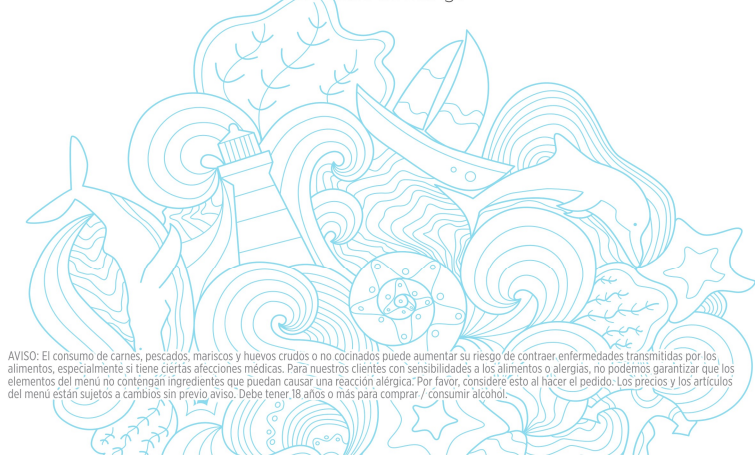 AVISO: El consumo de carnes, pescados, mariscos y huevos crudos o no cocinados puede aumentar su riesgo de contraer enfermedades transmitidas por los
alimentos, especialmente si tiene ciertas afecciones médicas. Para nuestros clientes con sensibilidades a los alimentos o alergias, no podemos garantizar que los
elementos del menú no contengan ingredientes que puedan causar una reacción alérgica. Por favor, considere esto al hacer el pedido. Los precios y los artículos
del menú están sujetos a cambios sin previo aviso. Debe tener 18 años o más para comprar / consumir alcohol.